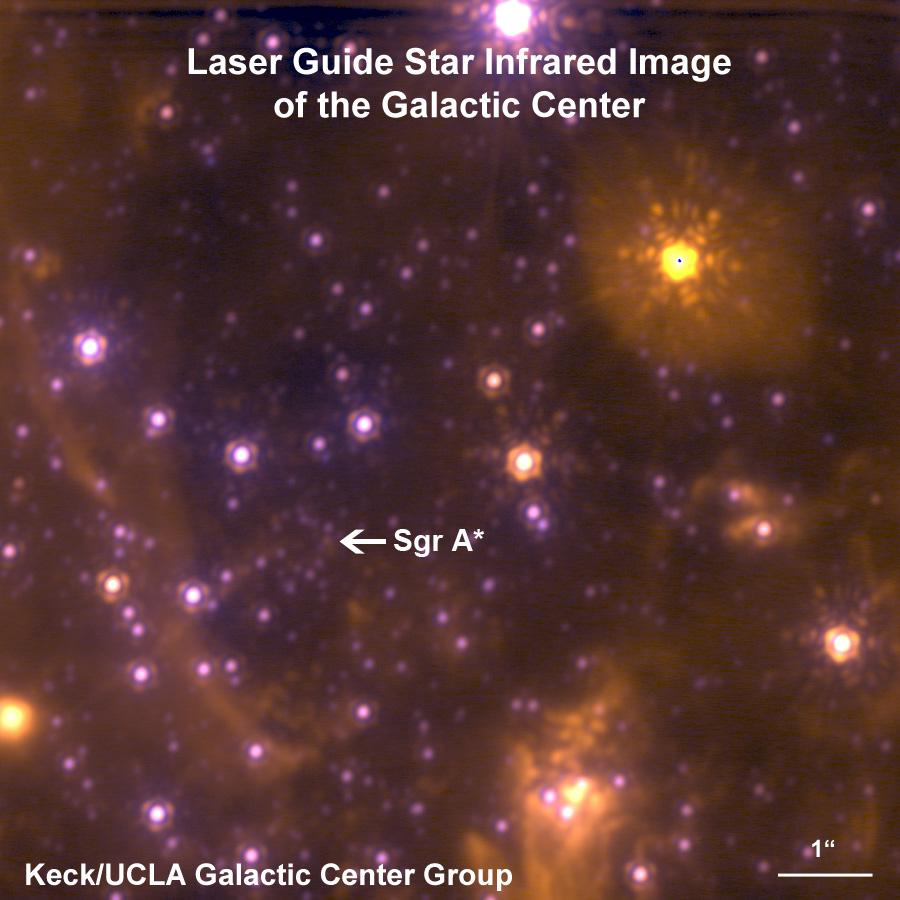 Laser Guide Star Infrared Image
of the Galactic Center
Sgr A*
1“
Keck/UCLA Galactic Center Group